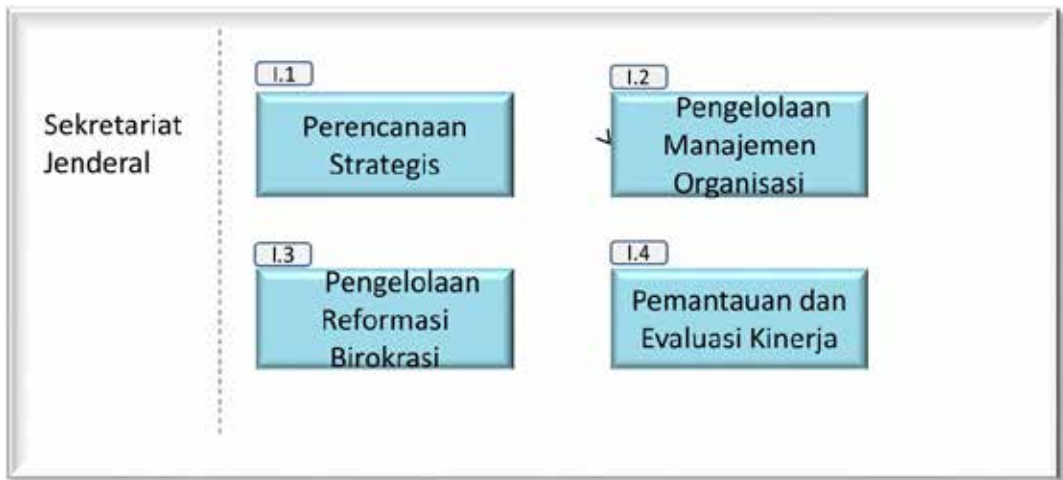 Sekretariat
Jenderal
I.1
Perencanaan
Strategis
I.2
Pengelolaan
Manajemen
Organisasi
I.3
Pengelolaan
Reformasi
Birokrasi
I.4
Pemantauan dan
Evaluasi Kinerja